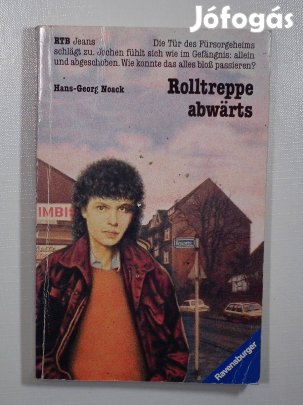 Jófogás
RTB Jeans Die Tür des Fürsorgeheims
schlägt zu. Jochen fühlt sich wie im Gefängnis: allein
und abgeschoben. Wie konnte das alles bloß passieren?
Hans-Georg Noack
Rolltreppe
abwärts
IMBIS
Ravensburger